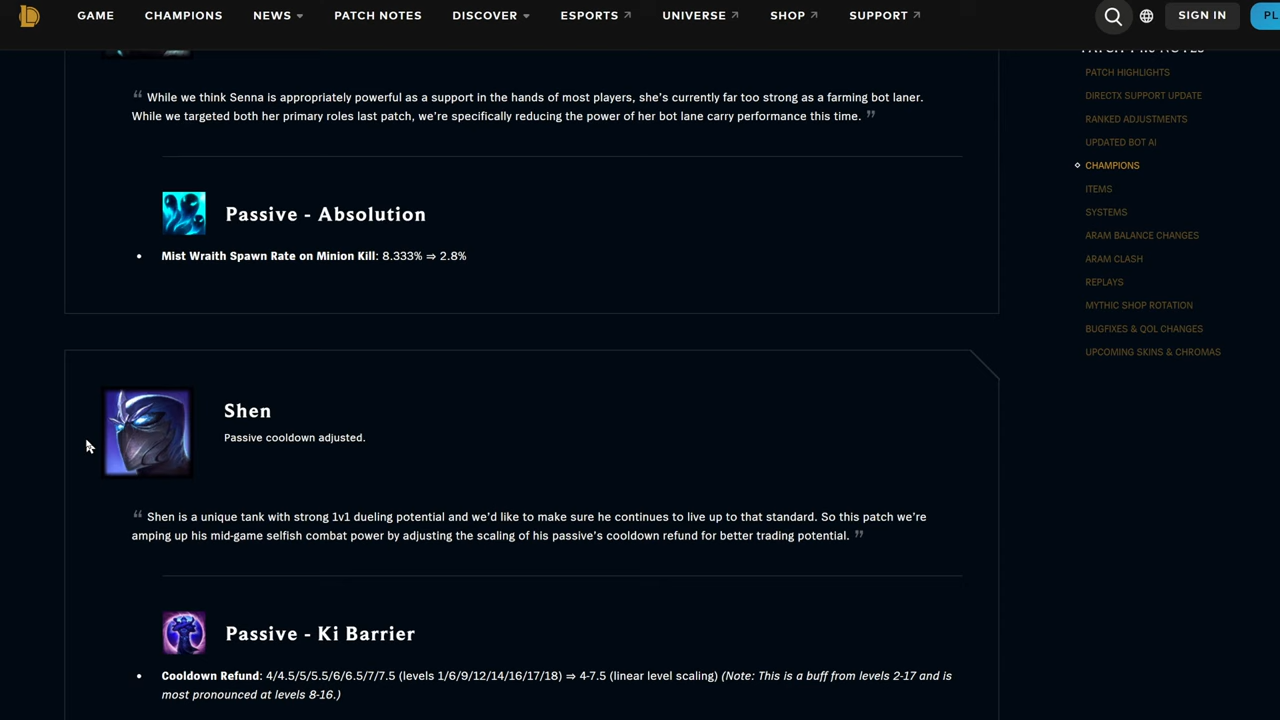 GAME CHAMPIONS NEWS PATCH NOTES DISCOVER ESPORTS UNIVERSE SHOP SUPPORT SIGN IN PL
PATCH HIGHLIGHTS
DIRECTX SUPPORT UPDATE
RANKED ADJUSTMENTS
UPDATED BOT AI
CHAMPIONS
ITEMS
SYSTEMS
ARAM BALANCE CHANGES
ARAM CLASH
REPLAYS
MYTHIC SHOP ROTATION
BUGFIXES & QOL CHANGES
UPCOMING SKINS & CHROMAS
“ While we think Senna is appropriately powerful as a support in the hands of most players, she’s currently far too strong as a farming bot laner.
While we targeted both her primary roles last patch, we’re specifically reducing the power of her bot lane carry performance this time. ”
Passive - Absolution
• Mist Wraith Spawn Rate on Minion Kill: 8.333% ⇒ 2.8%
Shen
Passive cooldown adjusted.
“ Shen is a unique tank with strong 1v1 dueling potential and we’d like to make sure he continues to live up to that standard. So this patch we’re
amping up his mid-game selfish combat power by adjusting the scaling of his passive’s cooldown refund for better trading potential. ”
Passive - Ki Barrier
• Cooldown Refund: 4/4.5/5/5.5/6/6.5/7/7.5 (levels 1/6/9/12/14/16/17/18) ⇒ 4-7.5 (linear level scaling) (Note: This is a buff from levels 2-17 and is
most pronounced at levels 8-16.)